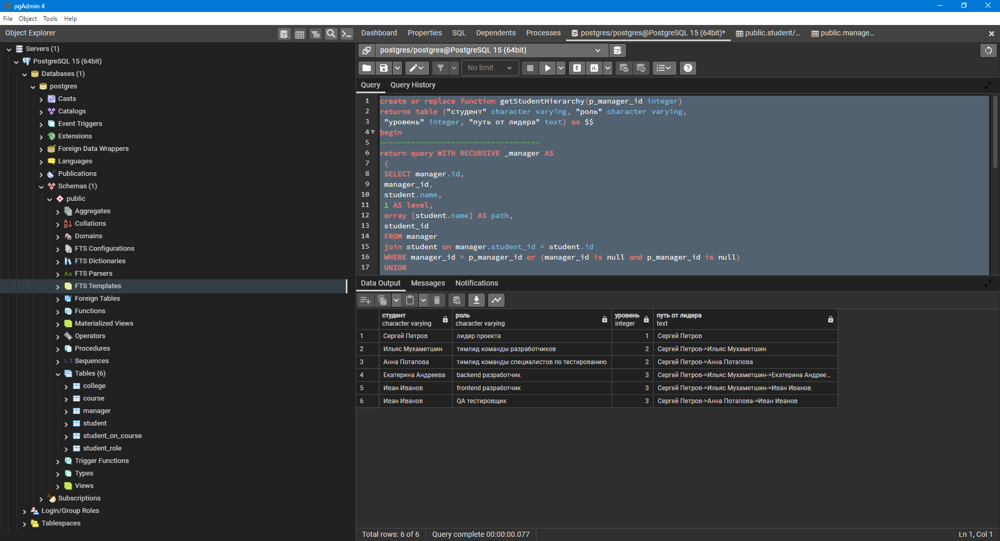 pgAdmin 4
File Object Tools Help
Object Explorer
Servers (1)
PostgreSQL 15 (64bit)
Databases (1)
postgres
Casts
Catalogs
Event Triggers
Extensions
Foreign Data Wrappers
Languages
Publications
Schemas (1)
public
Aggregates
Collations
Domains
FTS Configurations
FTS Dictionaries
Aa FTS Parsers
FTS Templates
Foreign Tables
Functions
Materialized Views
Operators
Procedures
1..3 Sequences
Tables (6)
college
course
manager
student
student_on_course
student_role
Trigger Functions
Types
Views
Subscriptions
Login/Group Roles
Tablespaces
Dashboard Properties SQL Dependents Processes postgres/postgres@PostgreSQL 15 (64bit)* public.student/... public.manage...
postgres/postgres@PostgreSQL 15 (64bit)
No limit E
Query Query History
1 create or replace function getStudentHierarchy(p_manager_id integer)
2 returns table ("студент" character varying, "роль" character varying,
3 "уровень" integer, "путь от лидера" text) as $$
4 begin
5 ------------------------------------
6 return query WITH RECURSIVE _manager AS
7 (
8 SELECT manager.id,
9 manager_id,
10 student.name,
11 1 AS level,
12 array [student.name] AS path,
13 student_id
14 FROM manager
15 join student on manager.student_id = student.id
16 WHERE manager_id = p_manager_id or (manager_id is null and p_manager_id is null)
17 UNION
Data Output Messages Notifications
студент роль уровень путь от лидера
character varying character varying integer text
1 Сергей Петров лидер проекта 1 Сергей Петров
2 Ильяс Мухаметшин тимлид команды разработчиков 2 Сергей Петров->Ильяс Мухаметшин
3 Анна Потапова тимлид команды специалистов по тестированию 2 Сергей Петров->Анна Потапова
4 Екатерина Андреева backend разработчик 3 Сергей Петров->Ильяс Мухаметшин->Екатерина Андрее...
5 Иван Иванов frontend разработчик 3 Сергей Петров->Ильяс Мухаметшин->Иван Иванов
6 Иван Иванов QA тестировщик 3 Сергей Петров->Анна Потапова->Иван Иванов
Total rows: 6 of 6 Query complete 00:00:00.077 Ln 1, Col 1